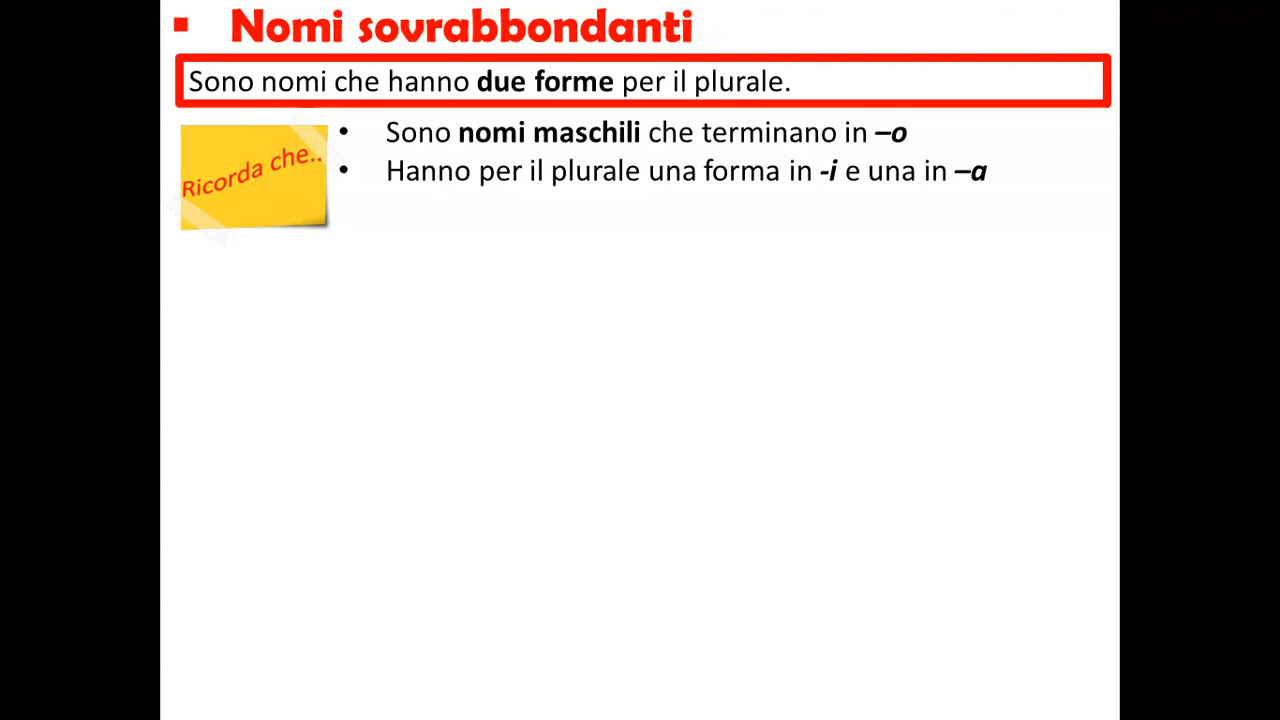 ▪ Nomi sovrabbondanti
Sono nomi che hanno due forme per il plurale.
Ricorda che..
• Sono nomi maschili che terminano in –o
• Hanno per il plurale una forma in -i e una in –a